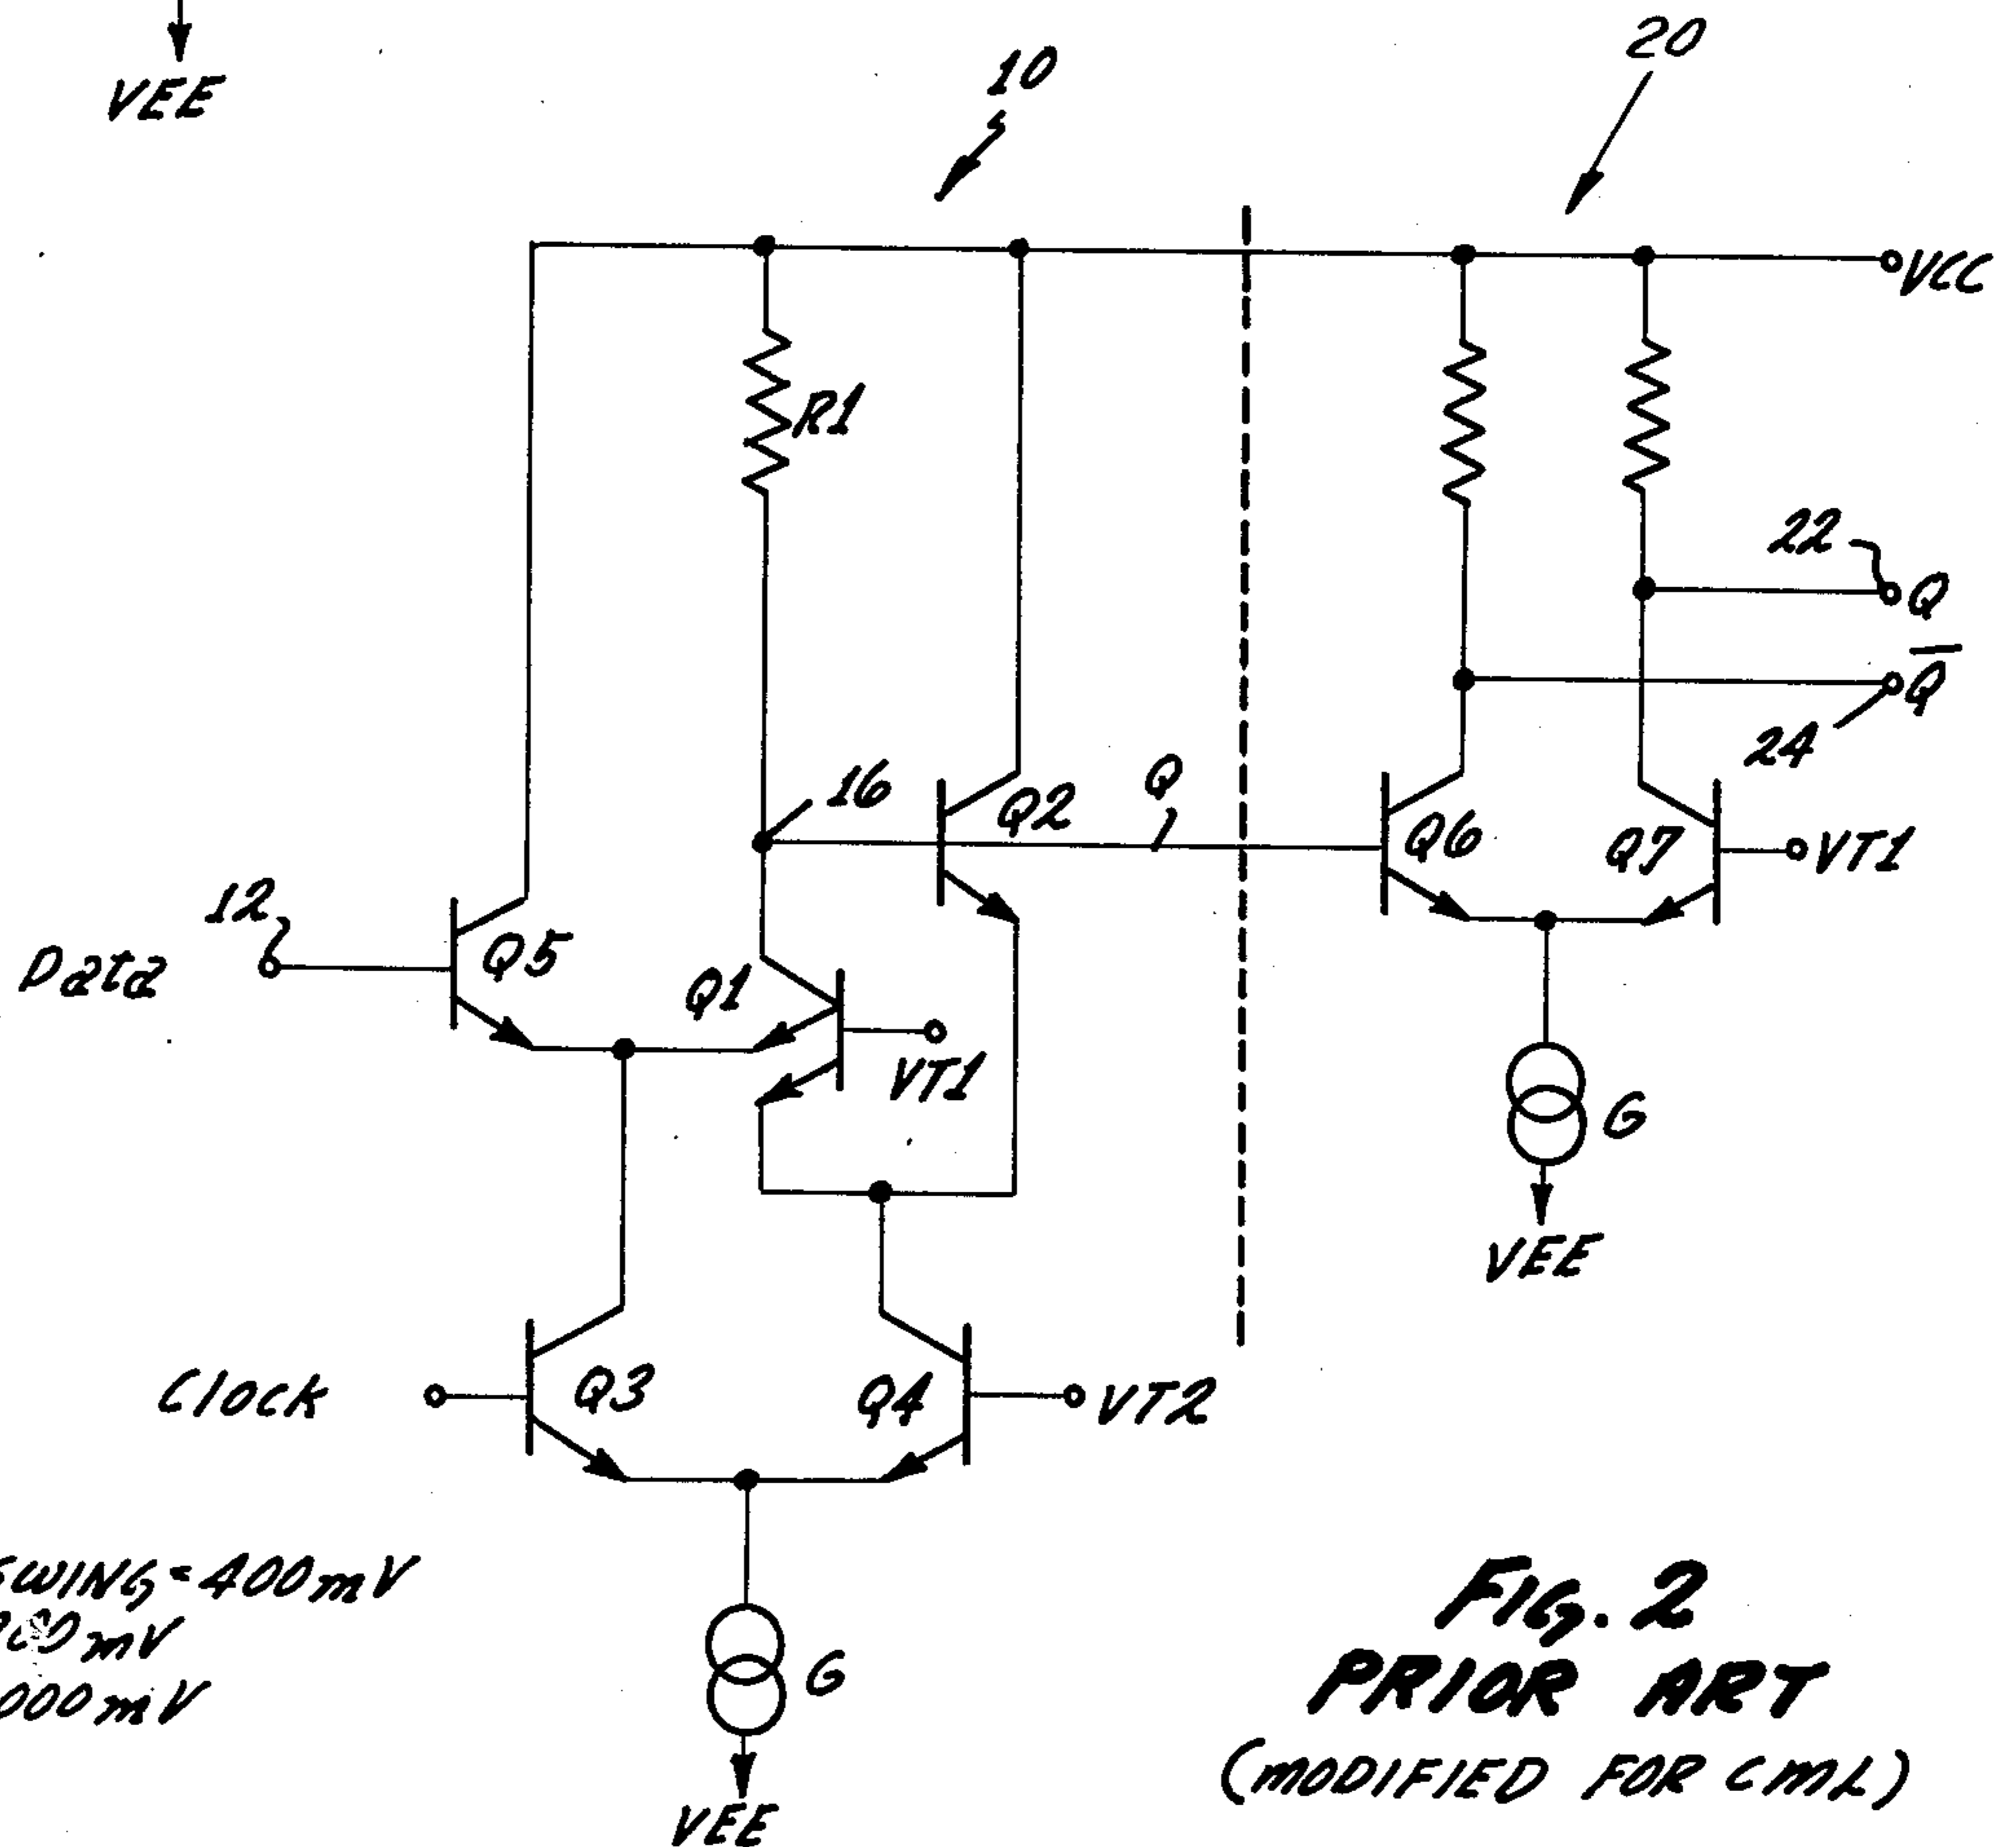 VEE
10
20
VCC
R1
22
Q
Q̅
24
16
Q2
Q
Q6
Q7
VT1
12
Data
Q5
Q1
VT1
G
VEE
Clock
Q3
Q4
VT2
SWING = 400mV
mV
000mV
G
VEE
FIG. 2
PRIOR ART
(MODIFIED FOR CML)